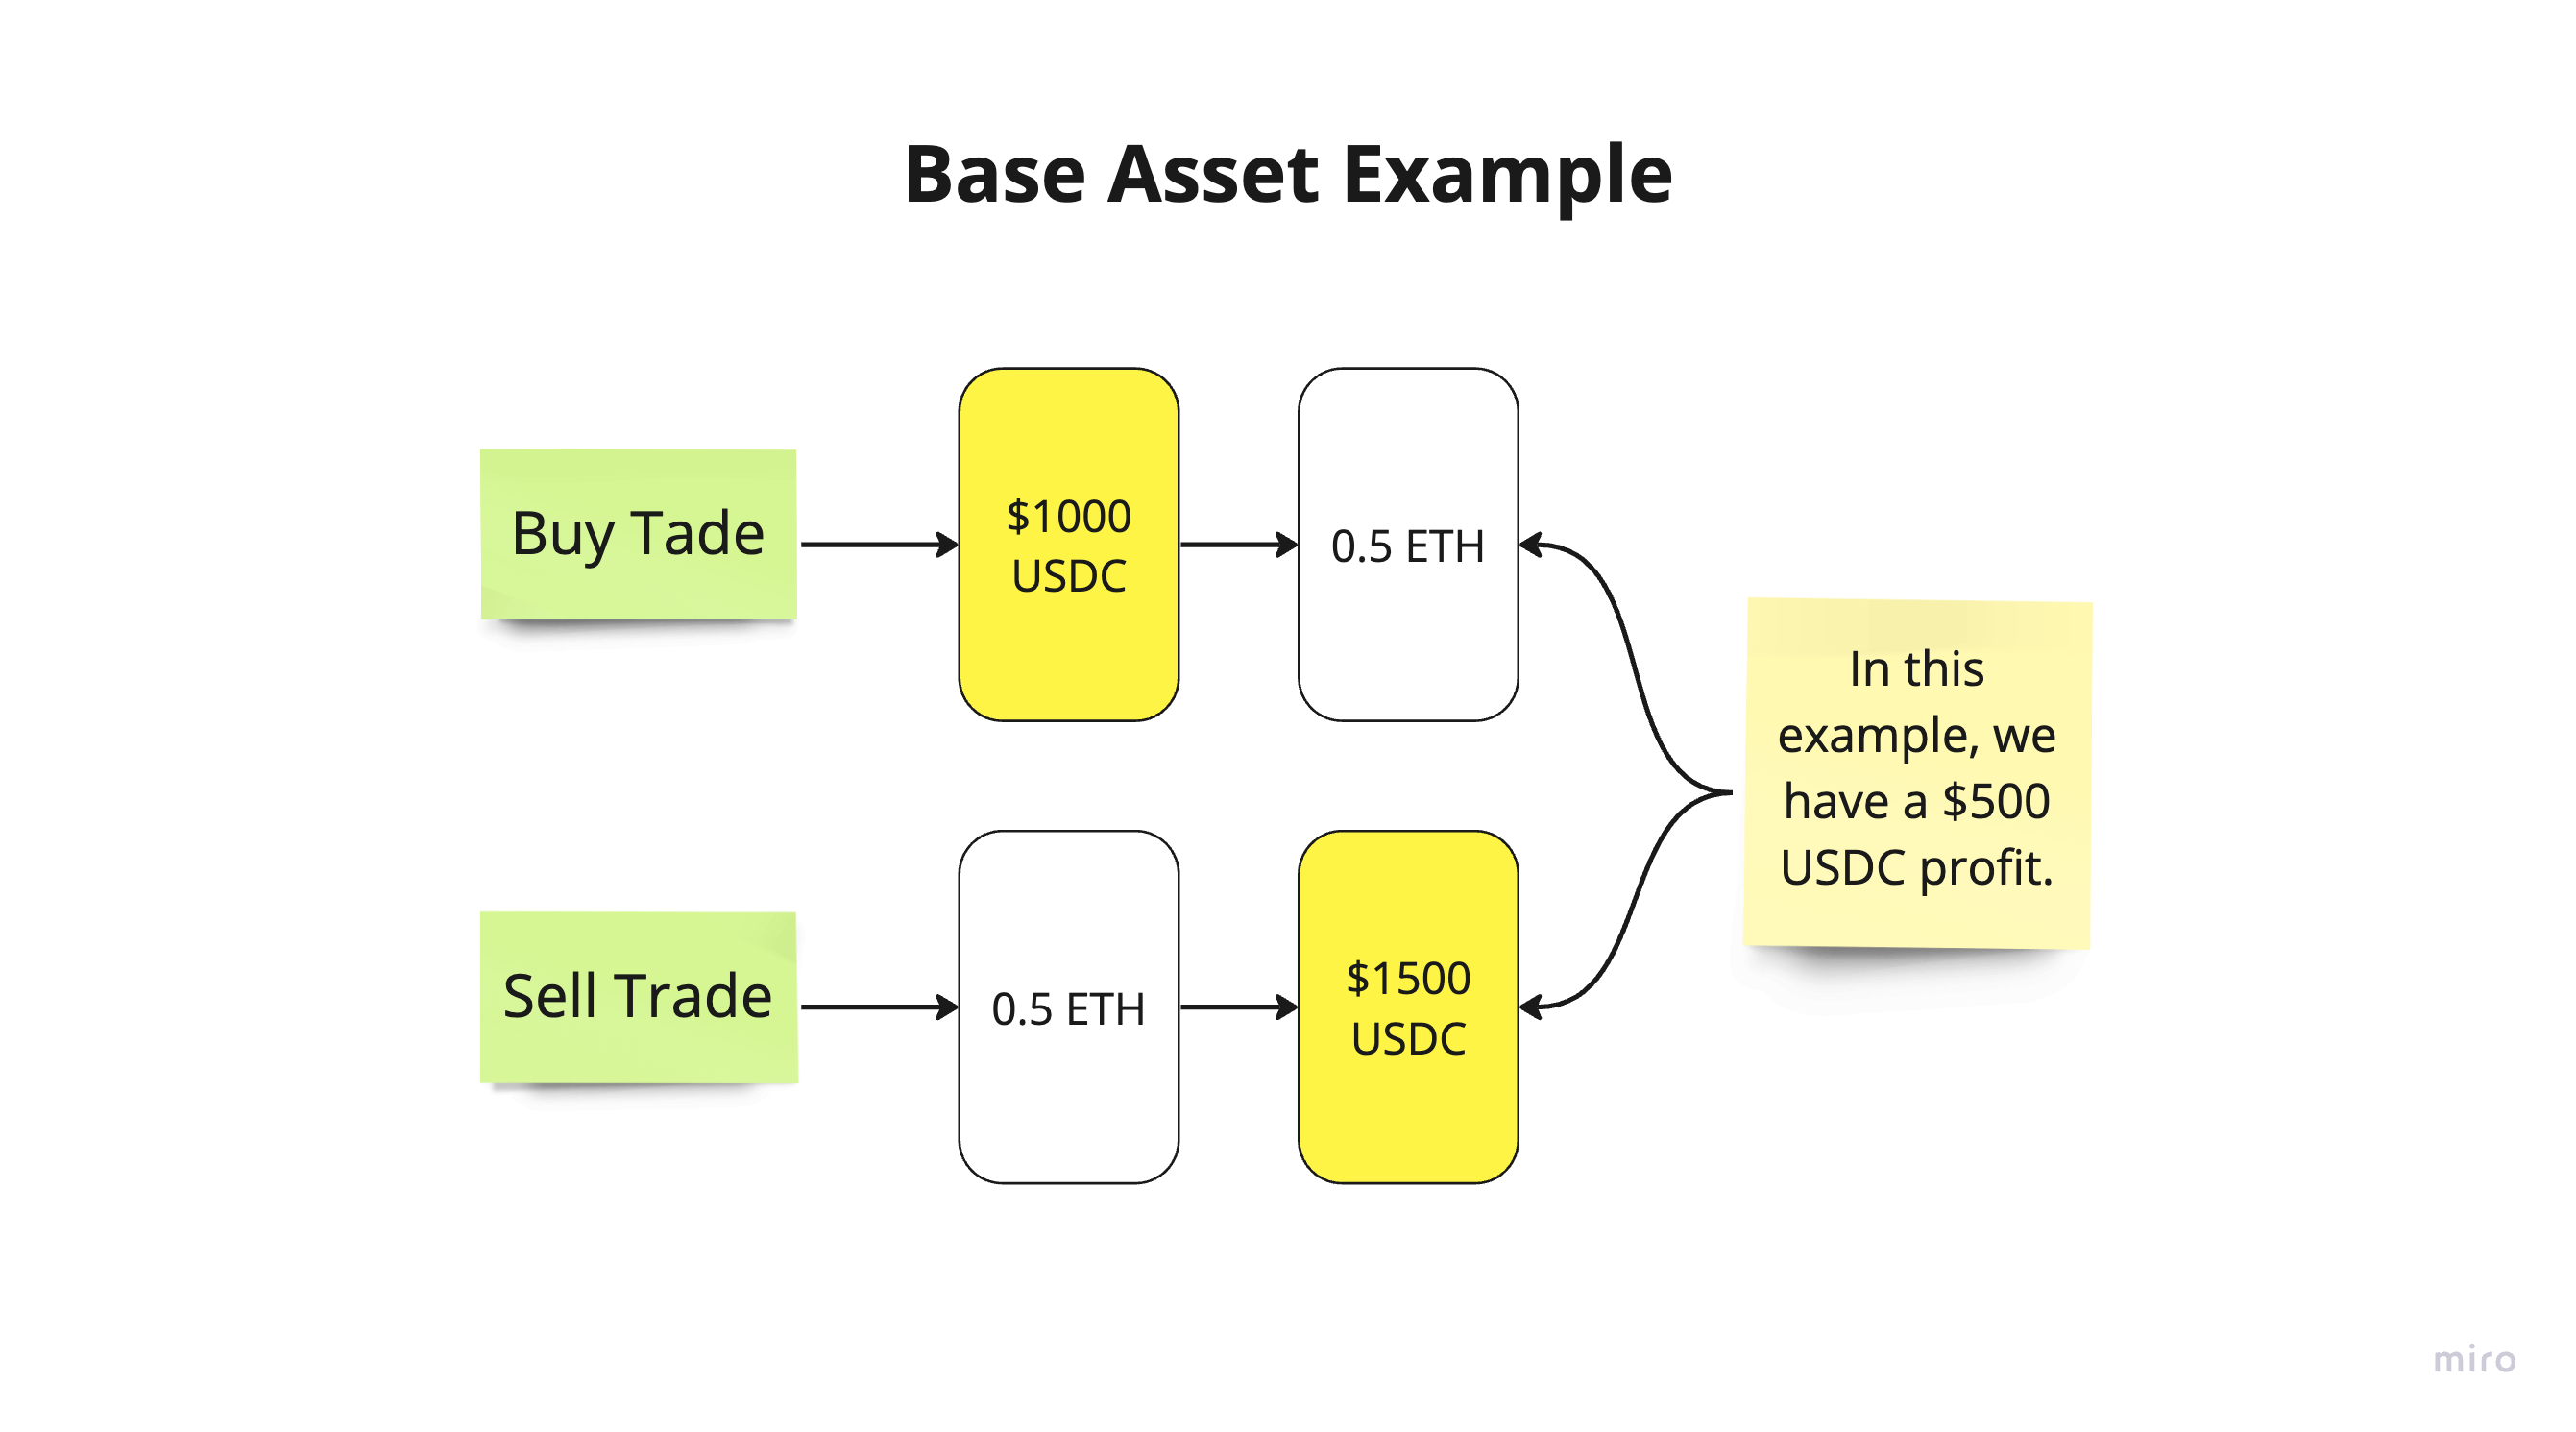 Base Asset Example
Buy Tade
$1000
USDC
0.5 ETH
In this
example, we
have a $500
USDC profit.
Sell Trade
0.5 ETH
$1500
USDC
miro